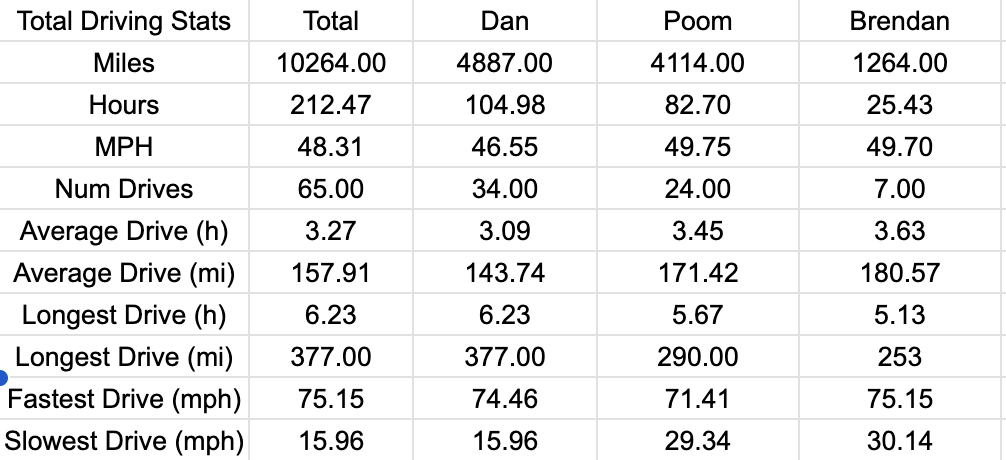 Total Driving Stats Total Dan Poom Brendan
Miles 10264.00 4887.00 4114.00 1264.00
Hours 212.47 104.98 82.70 25.43
MPH 48.31 46.55 49.75 49.70
Num Drives 65.00 34.00 24.00 7.00
Average Drive (h) 3.27 3.09 3.45 3.63
Average Drive (mi) 157.91 143.74 171.42 180.57
Longest Drive (h) 6.23 6.23 5.67 5.13
Longest Drive (mi) 377.00 377.00 290.00 253
Fastest Drive (mph) 75.15 74.46 71.41 75.15
Slowest Drive (mph) 15.96 15.96 29.34 30.14